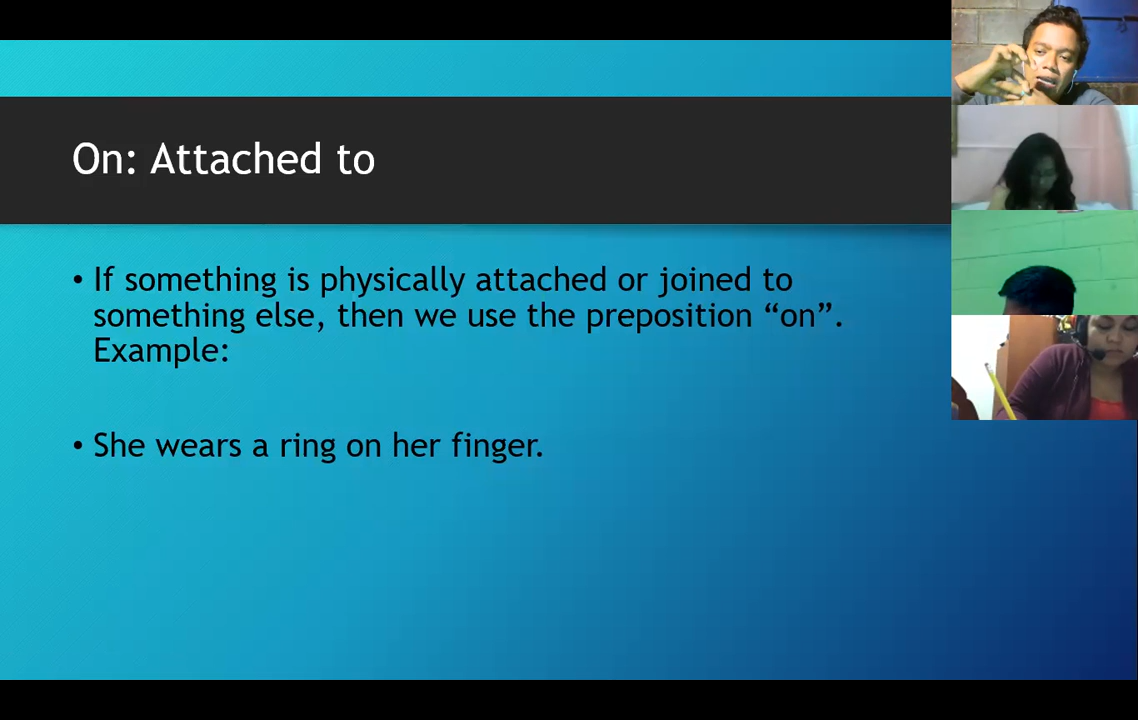 On: Attached to
• If something is physically attached or joined to
something else, then we use the preposition “on”.
Example:
• She wears a ring on her finger.